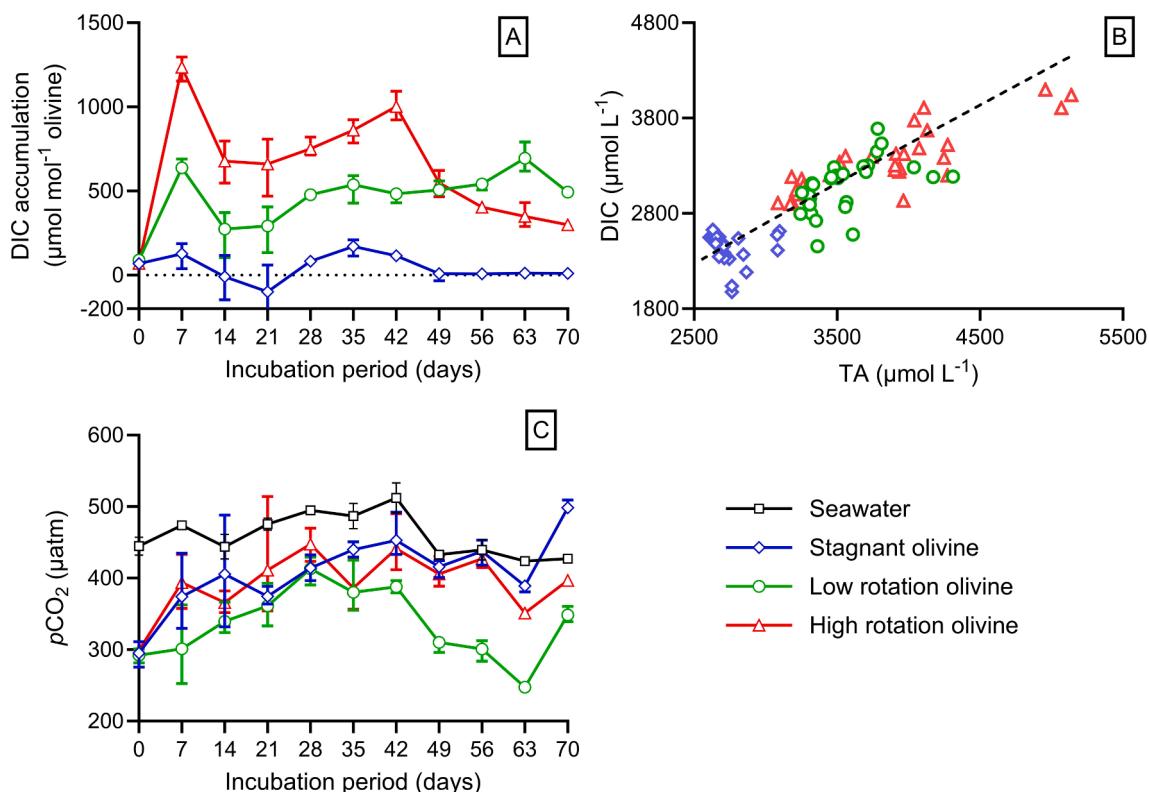 A
DIC accumulation
(μmol mol⁻¹ olivine)
1500
1000
500
0
-200
0 7 14 21 28 35 42 49 56 63 70
Incubation period (days)
B
DIC (μmol L⁻¹)
4800
3800
2800
1800
2500 3500 4500 5500
TA (μmol L⁻¹)
C
pCO₂ (μatm)
600
500
400
300
200
0 7 14 21 28 35 42 49 56 63 70
Incubation period (days)
Seawater
Stagnant olivine
Low rotation olivine
High rotation olivine